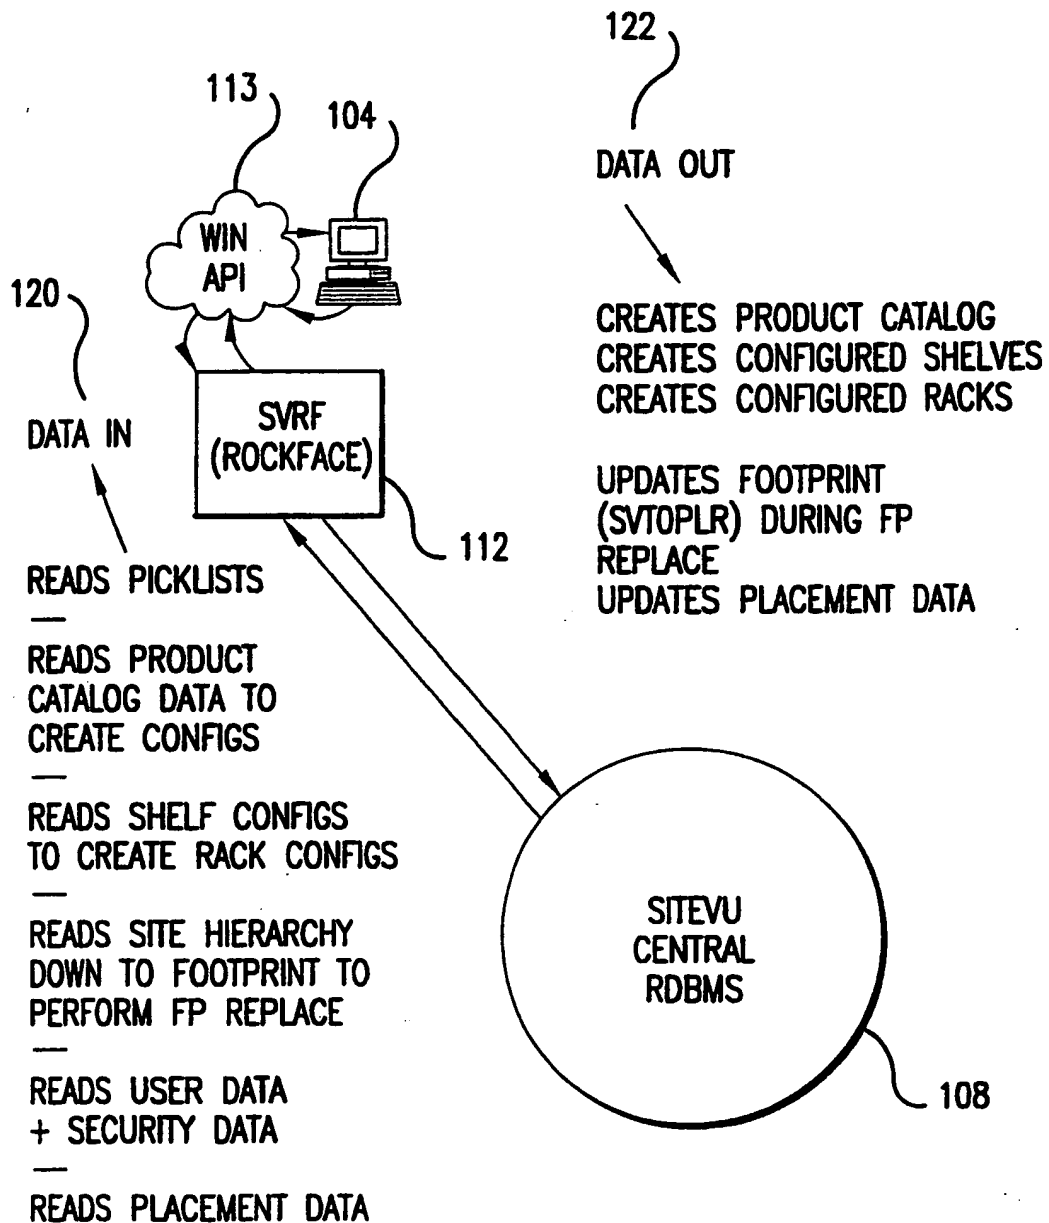 122
113
104
DATA OUT
WIN
API
120
CREATES PRODUCT CATALOG
CREATES CONFIGURED SHELVES
CREATES CONFIGURED RACKS
SVRF
(ROCKFACE)
DATA IN
UPDATES FOOTPRINT
(SVTOPLR) DURING FP
REPLACE
UPDATES PLACEMENT DATA
112
READS PICKLISTS
—
READS PRODUCT
CATALOG DATA TO
CREATE CONFIGS
—
READS SHELF CONFIGS
TO CREATE RACK CONFIGS
—
READS SITE HIERARCHY
DOWN TO FOOTPRINT TO
PERFORM FP REPLACE
—
READS USER DATA
+ SECURITY DATA
—
READS PLACEMENT DATA
SITEVU
CENTRAL
RDBMS
108